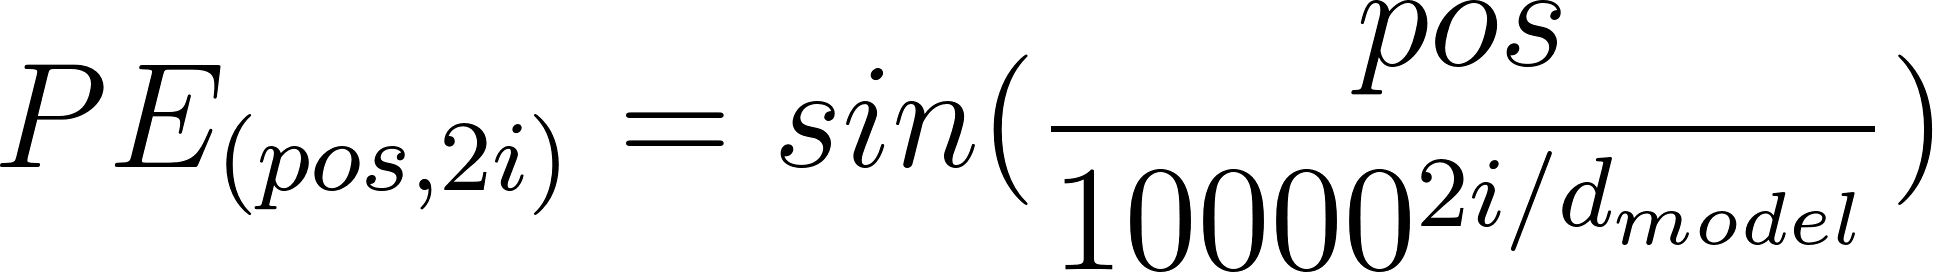 PE_{(pos,2i)} = sin(\frac{pos}{10000^{2i/d_{model}}})